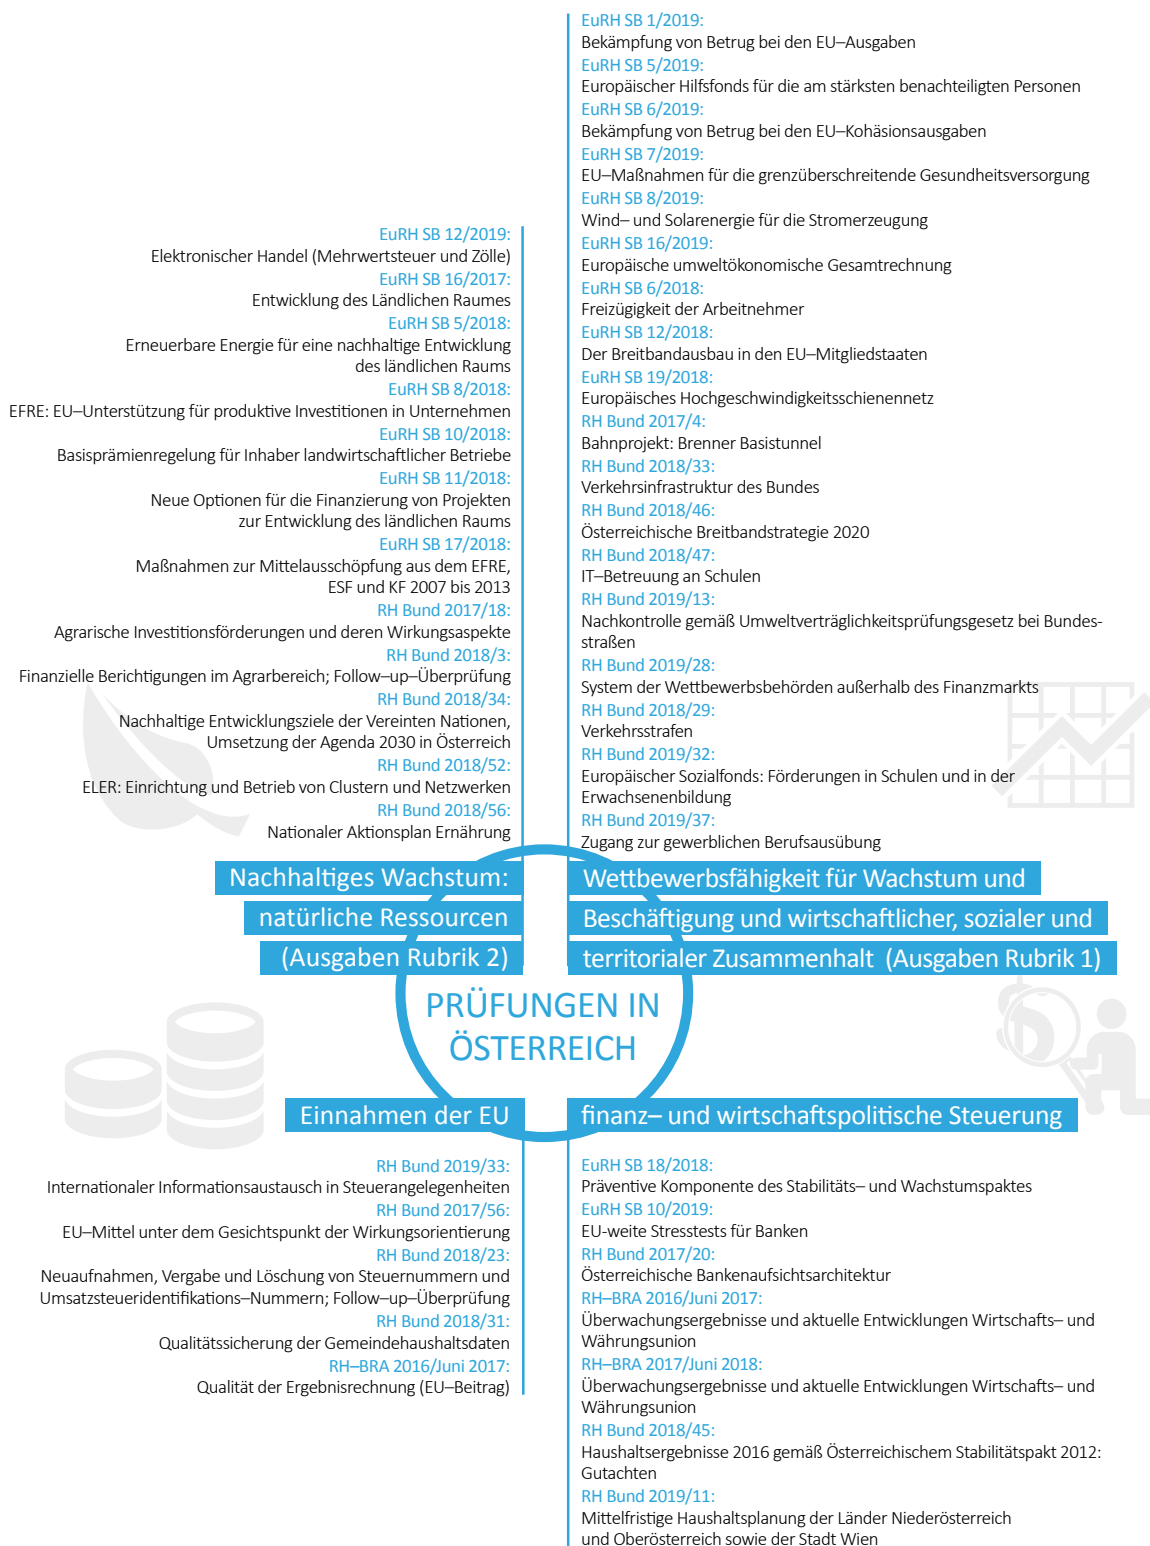 EuRH SB 1/2019:
Bekämpfung von Betrug bei den EU–Ausgaben
EuRH SB 5/2019:
Europäischer Hilfsfonds für die am stärksten benachteiligten Personen
EuRH SB 6/2019:
Bekämpfung von Betrug bei den EU–Kohäsionsausgaben
EuRH SB 7/2019:
EU–Maßnahmen für die grenzüberschreitende Gesundheitsversorgung
EuRH SB 8/2019:
Wind– und Solarenergie für die Stromerzeugung
EuRH SB 16/2019:
Europäische umweltökonomische Gesamtrechnung
EuRH SB 6/2018:
Freizügigkeit der Arbeitnehmer
EuRH SB 12/2018:
Der Breitbandausbau in den EU–Mitgliedstaaten
EuRH SB 19/2018:
Europäisches Hochgeschwindigkeitsschienennetz
RH Bund 2017/4:
Bahnprojekt: Brenner Basistunnel
RH Bund 2018/33:
Verkehrsinfrastruktur des Bundes
RH Bund 2018/46:
Österreichische Breitbandstrategie 2020
RH Bund 2018/47:
IT–Betreuung an Schulen
RH Bund 2019/13:
Nachkontrolle gemäß Umweltverträglichkeitsprüfungsgesetz bei Bundes-
straßen
RH Bund 2019/28:
System der Wettbewerbsbehörden außerhalb des Finanzmarkts
RH Bund 2018/29:
Verkehrsstrafen
RH Bund 2019/32:
Europäischer Sozialfonds: Förderungen in Schulen und in der
Erwachsenenbildung
RH Bund 2019/37:
Zugang zur gewerblichen Berufsausübung
Wettbewerbsfähigkeit für Wachstum und
Beschäftigung und wirtschaftlicher, sozialer und
territorialer Zusammenhalt (Ausgaben Rubrik 1)
EuRH SB 12/2019:
Elektronischer Handel (Mehrwertsteuer und Zölle)
EuRH SB 16/2017:
Entwicklung des Ländlichen Raumes
EuRH SB 5/2018:
Erneuerbare Energie für eine nachhaltige Entwicklung
des ländlichen Raums
EuRH SB 8/2018:
EFRE: EU–Unterstützung für produktive Investitionen in Unternehmen
EuRH SB 10/2018:
Basisprämienregelung für Inhaber landwirtschaftlicher Betriebe
EuRH SB 11/2018:
Neue Optionen für die Finanzierung von Projekten
zur Entwicklung des ländlichen Raums
EuRH SB 17/2018:
Maßnahmen zur Mittelausschöpfung aus dem EFRE,
ESF und KF 2007 bis 2013
RH Bund 2017/18:
Agrarische Investitionsförderungen und deren Wirkungsaspekte
RH Bund 2018/3:
Finanzielle Berichtigungen im Agrarbereich; Follow–up–Überprüfung
RH Bund 2018/34:
Nachhaltige Entwicklungsziele der Vereinten Nationen,
Umsetzung der Agenda 2030 in Österreich
RH Bund 2018/52:
ELER: Einrichtung und Betrieb von Clustern und Netzwerken
RH Bund 2018/56:
Nationaler Aktionsplan Ernährung
Nachhaltiges Wachstum:
natürliche Ressourcen
(Ausgaben Rubrik 2)
PRÜFUNGEN IN
ÖSTERREICH
Einnahmen der EU
RH Bund 2019/33:
Internationaler Informationsaustausch in Steuerangelegenheiten
RH Bund 2017/56:
EU–Mittel unter dem Gesichtspunkt der Wirkungsorientierung
RH Bund 2018/23:
Neuaufnahmen, Vergabe und Löschung von Steuernummern und
Umsatzsteueridentifikations–Nummern; Follow–up–Überprüfung
RH Bund 2018/31:
Qualitätssicherung der Gemeindehaushaltsdaten
RH–BRA 2016/Juni 2017:
Qualität der Ergebnisrechnung (EU–Beitrag)
finanz– und wirtschaftspolitische Steuerung
EuRH SB 18/2018:
Präventive Komponente des Stabilitäts– und Wachstumspaktes
EuRH SB 10/2019:
EU-weite Stresstests für Banken
RH Bund 2017/20:
Österreichische Bankenaufsichtsarchitektur
RH–BRA 2016/Juni 2017:
Überwachungsergebnisse und aktuelle Entwicklungen Wirtschafts– und
Währungsunion
RH–BRA 2017/Juni 2018:
Überwachungsergebnisse und aktuelle Entwicklungen Wirtschafts– und
Währungsunion
RH Bund 2018/45:
Haushaltsergebnisse 2016 gemäß Österreichischem Stabilitätspakt 2012:
Gutachten
RH Bund 2019/11:
Mittelfristige Haushaltsplanung der Länder Niederösterreich
und Oberösterreich sowie der Stadt Wien